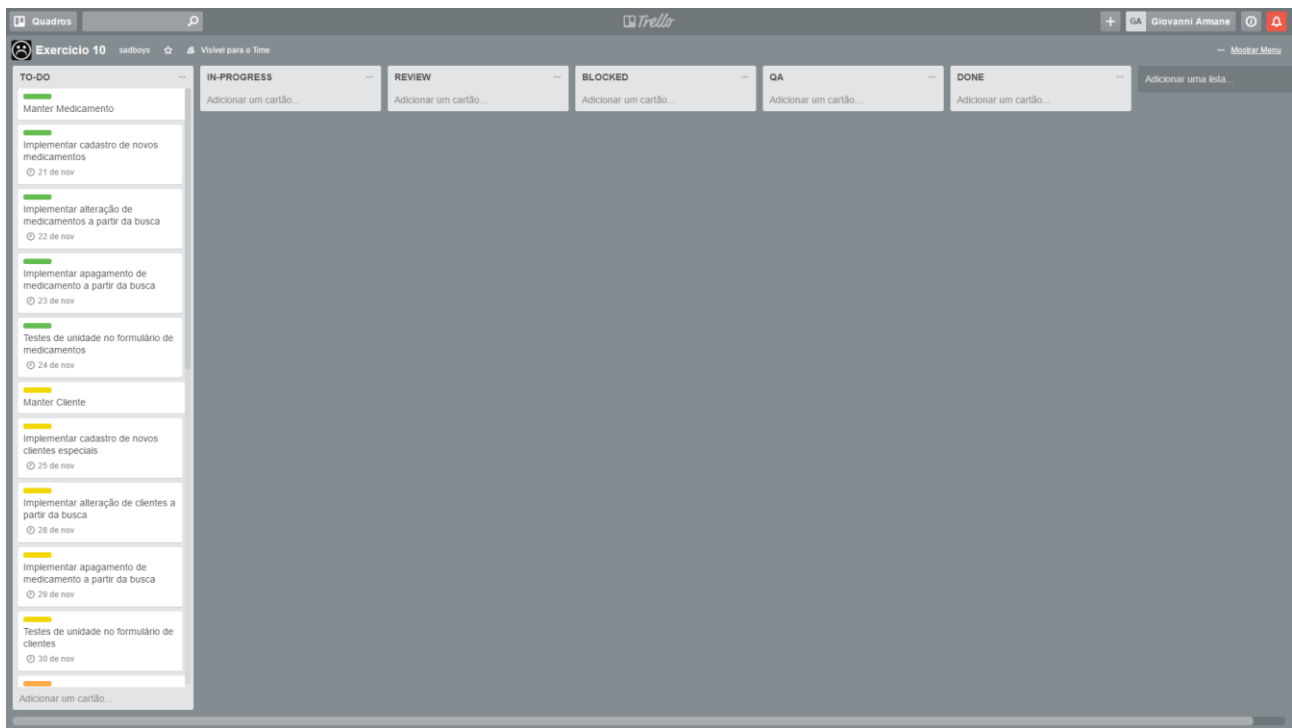 Quadros
Trello
GA Giovanni Armane
Exercicio 10 sadboys Visível para o Time
··· Mostrar Menu
TO-DO ···
Manter Medicamento
Implementar cadastro de novos
medicamentos
21 de nov
Implementar alteração de
medicamentos a partir da busca
22 de nov
Implementar apagamento de
medicamento a partir da busca
23 de nov
Testes de unidade no formulário de
medicamentos
24 de nov
Manter Cliente
Implementar cadastro de novos
clientes especiais
25 de nov
Implementar alteração de clientes a
partir da busca
28 de nov
Implementar apagamento de
medicamento a partir da busca
29 de nov
Testes de unidade no formulário de
clientes
30 de nov
Adicionar um cartão...
IN-PROGRESS ···
Adicionar um cartão...
REVIEW ···
Adicionar um cartão...
BLOCKED ···
Adicionar um cartão...
QA ···
Adicionar um cartão...
DONE ···
Adicionar um cartão...
Adicionar uma lista...